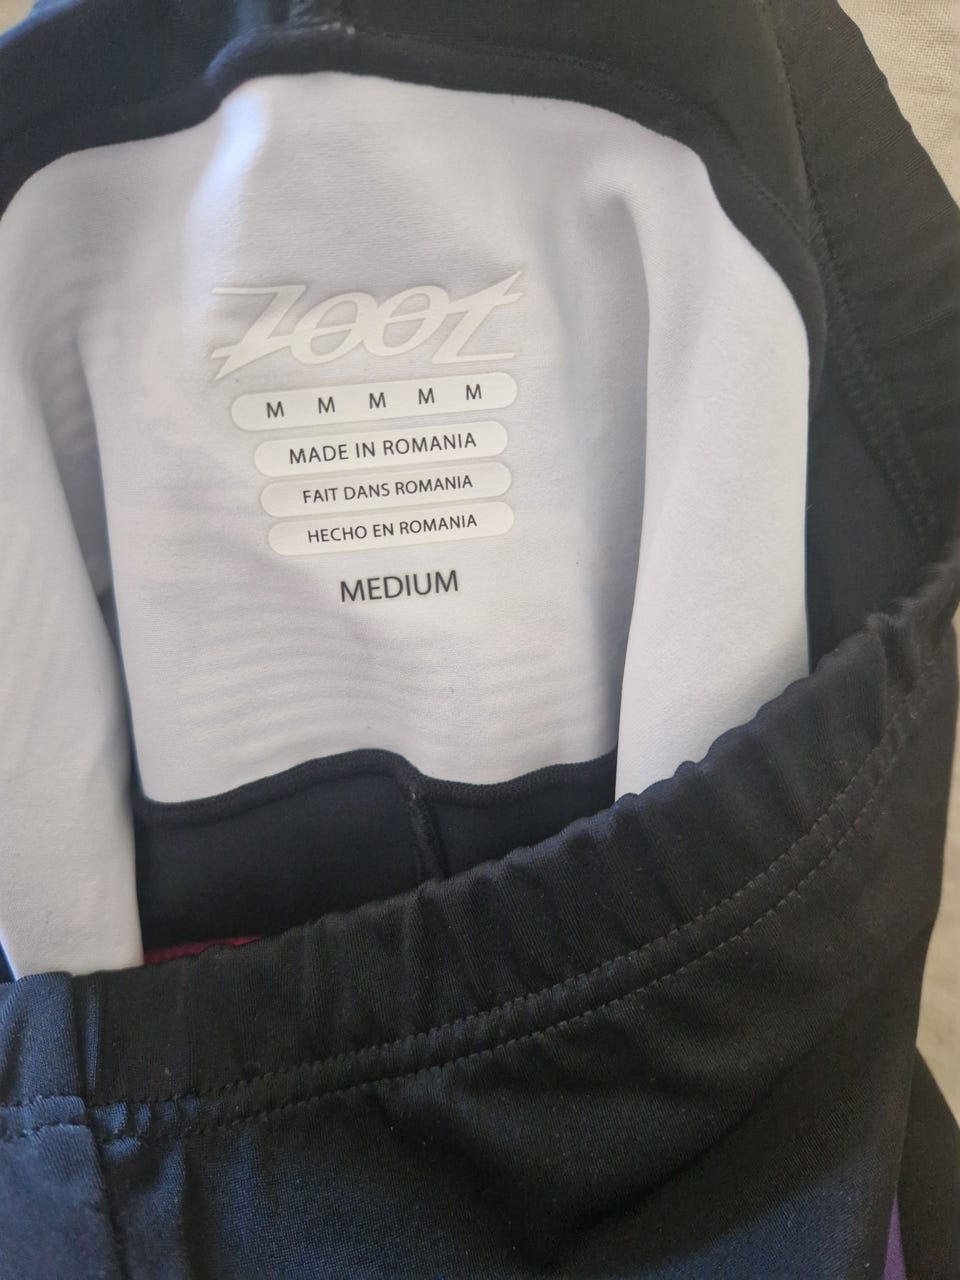 ZOOT
M M M M M
MADE IN ROMANIA
FAIT DANS ROMANIA
HECHO EN ROMANIA
MEDIUM